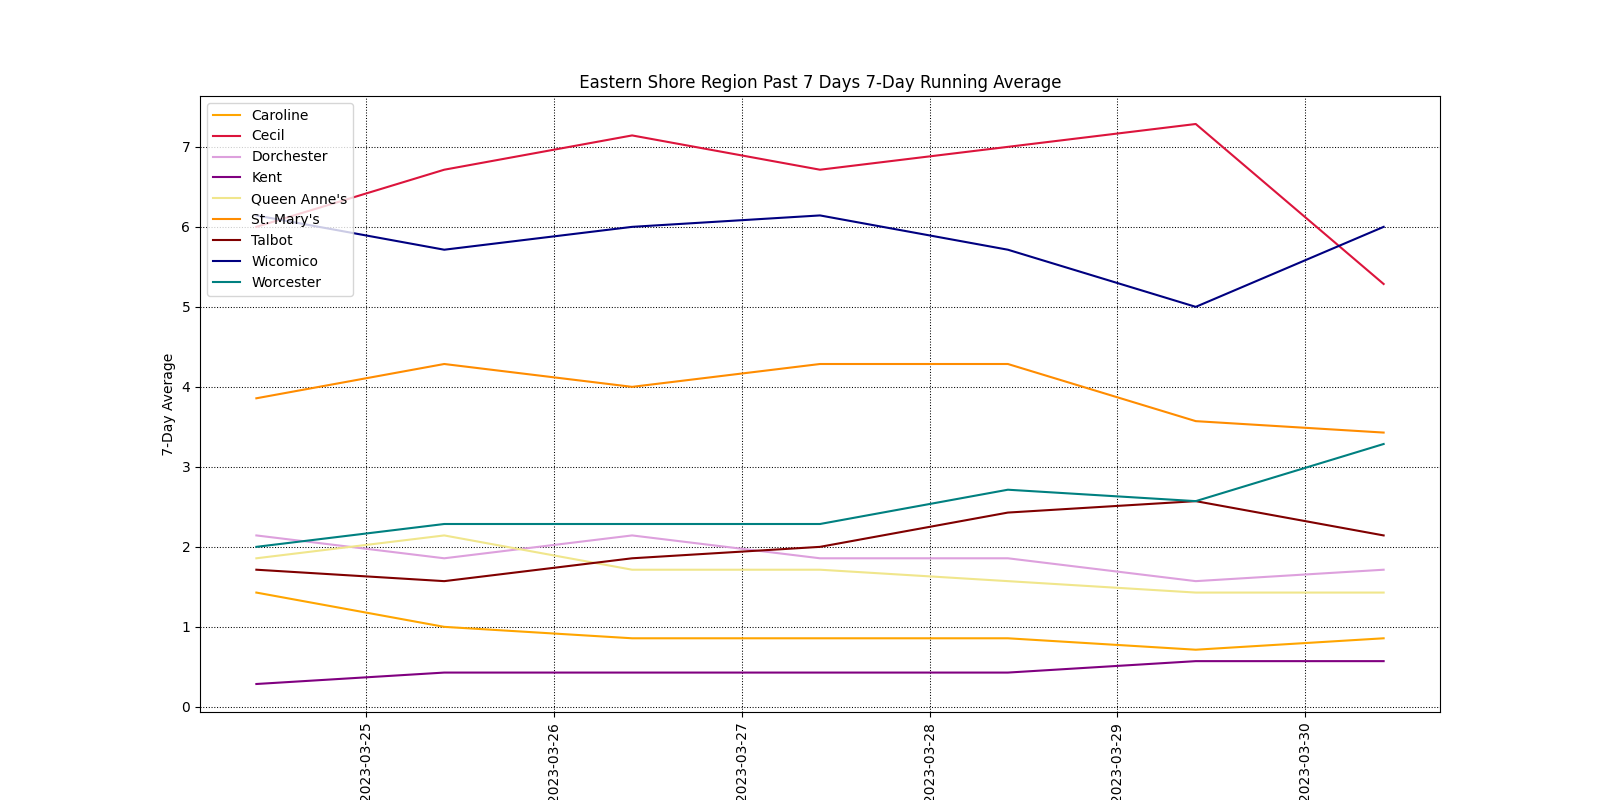 Eastern Shore Region Past 7 Days 7-Day Running Average
Caroline
Cecil
Dorchester
Kent
Queen Anne's
St. Mary's
Talbot
Wicomico
Worcester
7-Day Average
7
6
5
4
3
2
1
0
2023-03-25
2023-03-26
2023-03-27
2023-03-28
2023-03-29
2023-03-30